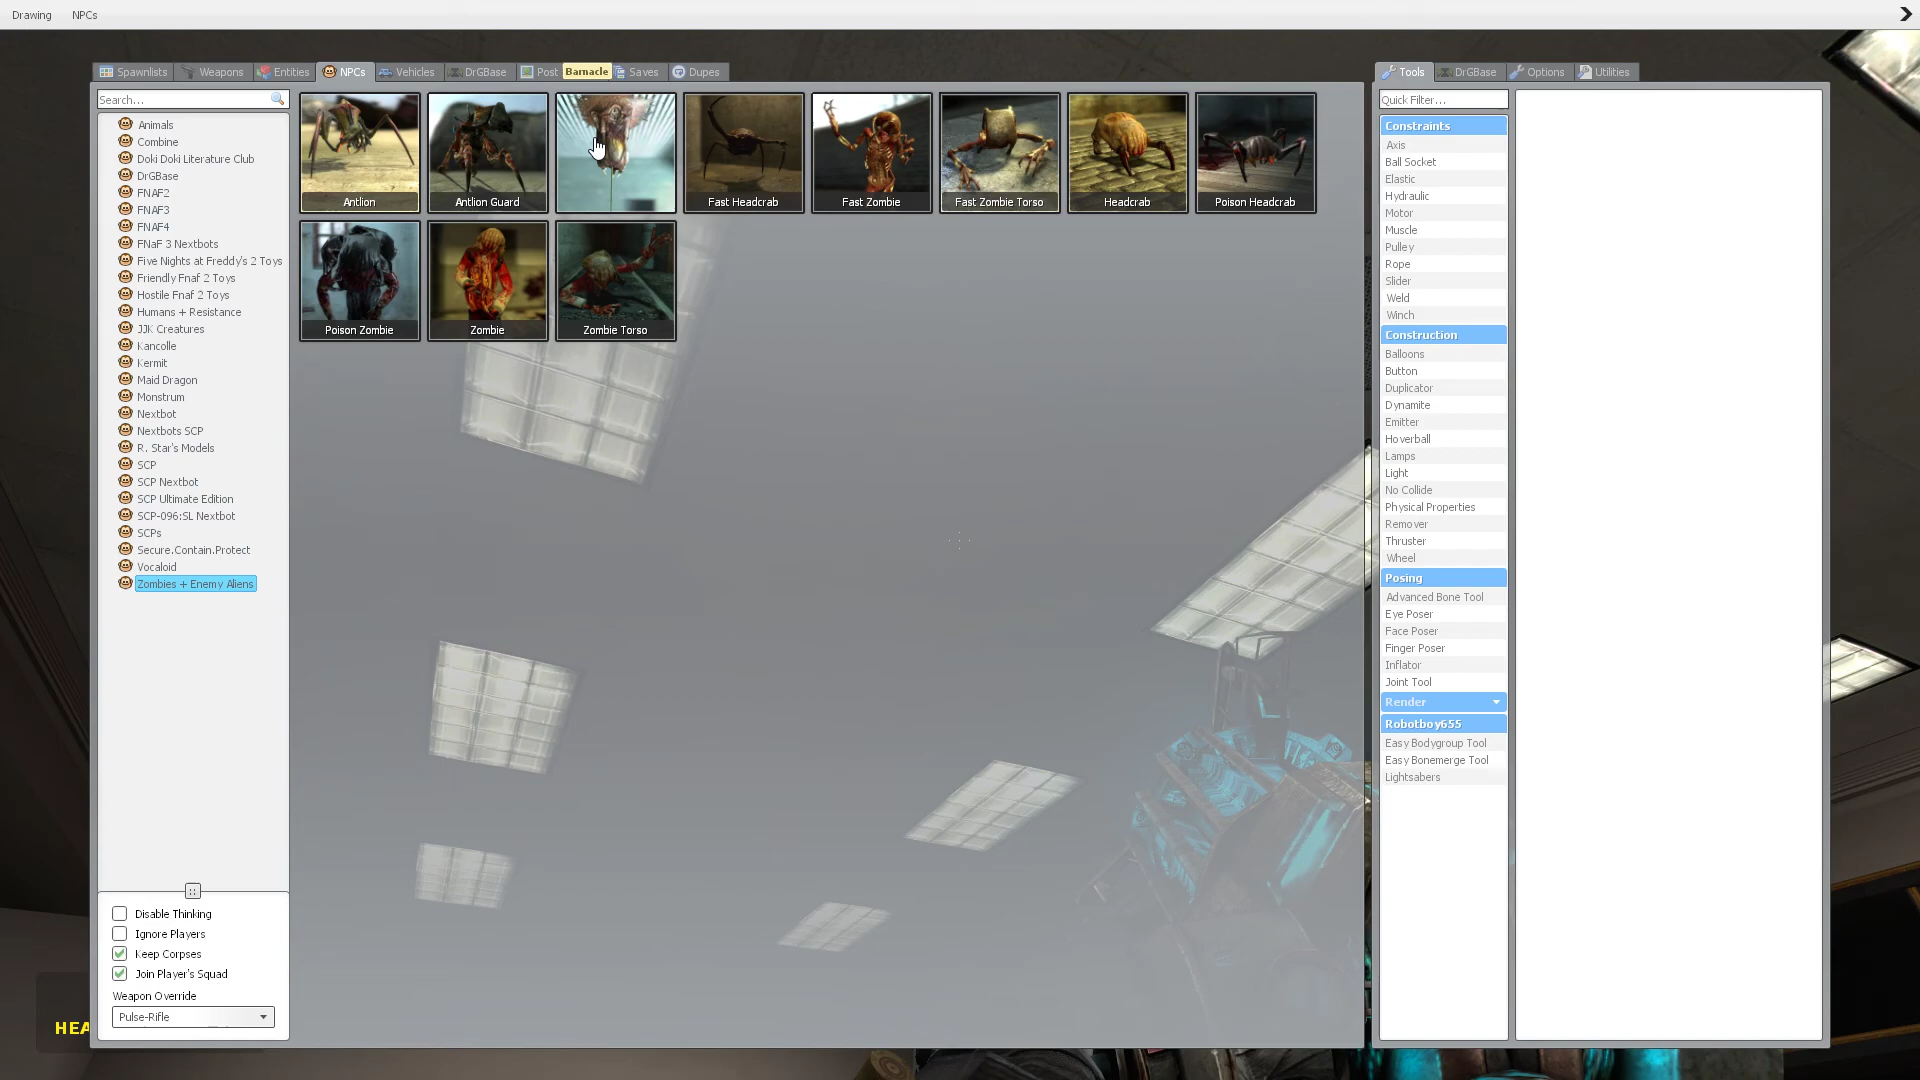 Drawing NPCs
Spawnlists Weapons Entities NPCs Vehicles DrGBase Post Barnacle Saves Dupes
Search...
Animals
Combine
Doki Doki Literature Club
DrGBase
FNAF2
FNAF3
FNAF4
FNaF 3 Nextbots
Five Nights at Freddy's 2 Toys
Friendly Fnaf 2 Toys
Hostile Fnaf 2 Toys
Humans + Resistance
JJK Creatures
Kancolle
Kermit
Maid Dragon
Monstrum
Nextbot
Nextbots SCP
R. Star's Models
SCP
SCP Nextbot
SCP Ultimate Edition
SCP-096:SL Nextbot
SCPs
Secure.Contain.Protect
Vocaloid
Zombies + Enemy Aliens
Disable Thinking
Ignore Players
Keep Corpses
Join Player's Squad
Weapon Override
Pulse-Rifle
HEA
Antlion Antlion Guard Fast Headcrab Fast Zombie Fast Zombie Torso Headcrab Poison Headcrab
Poison Zombie Zombie Zombie Torso
Tools DrGBase Options Utilities
Quick Filter...
Constraints
Axis
Ball Socket
Elastic
Hydraulic
Motor
Muscle
Pulley
Rope
Slider
Weld
Winch
Construction
Balloons
Button
Duplicator
Dynamite
Emitter
Hoverball
Lamps
Light
No Collide
Physical Properties
Remover
Thruster
Wheel
Posing
Advanced Bone Tool
Eye Poser
Face Poser
Finger Poser
Inflator
Joint Tool
Render
Robotboy655
Easy Bodygroup Tool
Easy Bonemerge Tool
Lightsabers